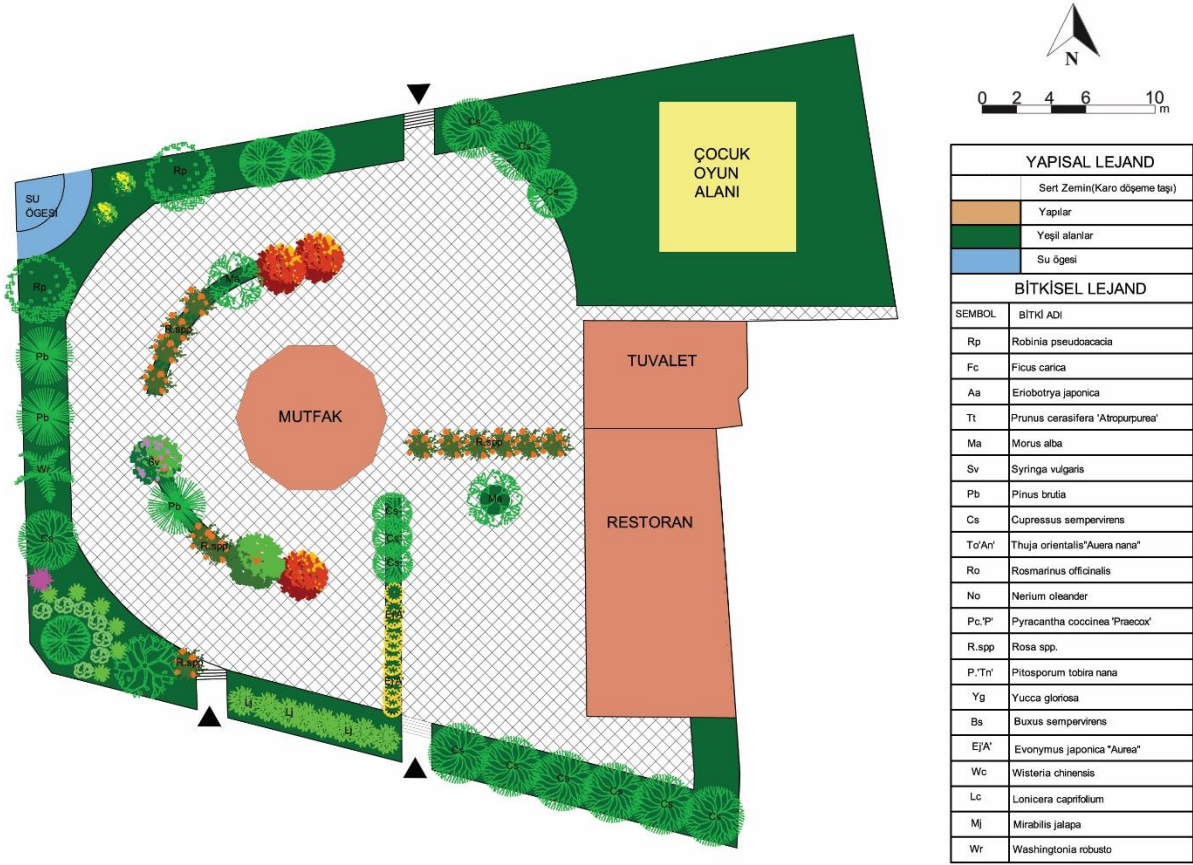 N
0 2 4 6 10 m
SU
ÖGESI
Rp
Rp
Pb
Pb
Wr
Cs
Ma
R.spp
Sv
Pb
R.spp
R.spp
MUTFAK
R.spp
Ma
Cs
Cs
Cs
Ej'A'
Ej'A'
Lj
Lj
Lj
Cs
Cs
Cs
Cs
Cs
Cs
Cs
Cs
Cs
ÇOCUK
OYUN
ALANI
TUVALET
RESTORAN
YAPISAL LEJAND
Sert Zemin(Karo döşeme taşı)
Yapılar
Yeşil alanlar
Su ögesi
BİTKİSEL LEJAND
SEMBOL BİTKİ ADI
Rp Robinia pseudoacacia
Fc Ficus carica
Aa Eriobotrya japonica
Tt Prunus cerasifera 'Atropurpurea'
Ma Morus alba
Sv Syringa vulgaris
Pb Pinus brutia
Cs Cupressus sempervirens
To'An' Thuja orientalis"Auera nana"
Ro Rosmarinus officinalis
No Nerium oleander
Pc.'P' Pyracantha coccinea 'Praecox'
R.spp Rosa spp.
P.'Tn' Pitosporum tobira nana
Yg Yucca gloriosa
Bs Buxus sempervirens
Ej'A' Evonymus japonica "Aurea"
Wc Wisteria chinensis
Lc Lonicera caprifolium
Mj Mirabilis jalapa
Wr Washingtonia robusto